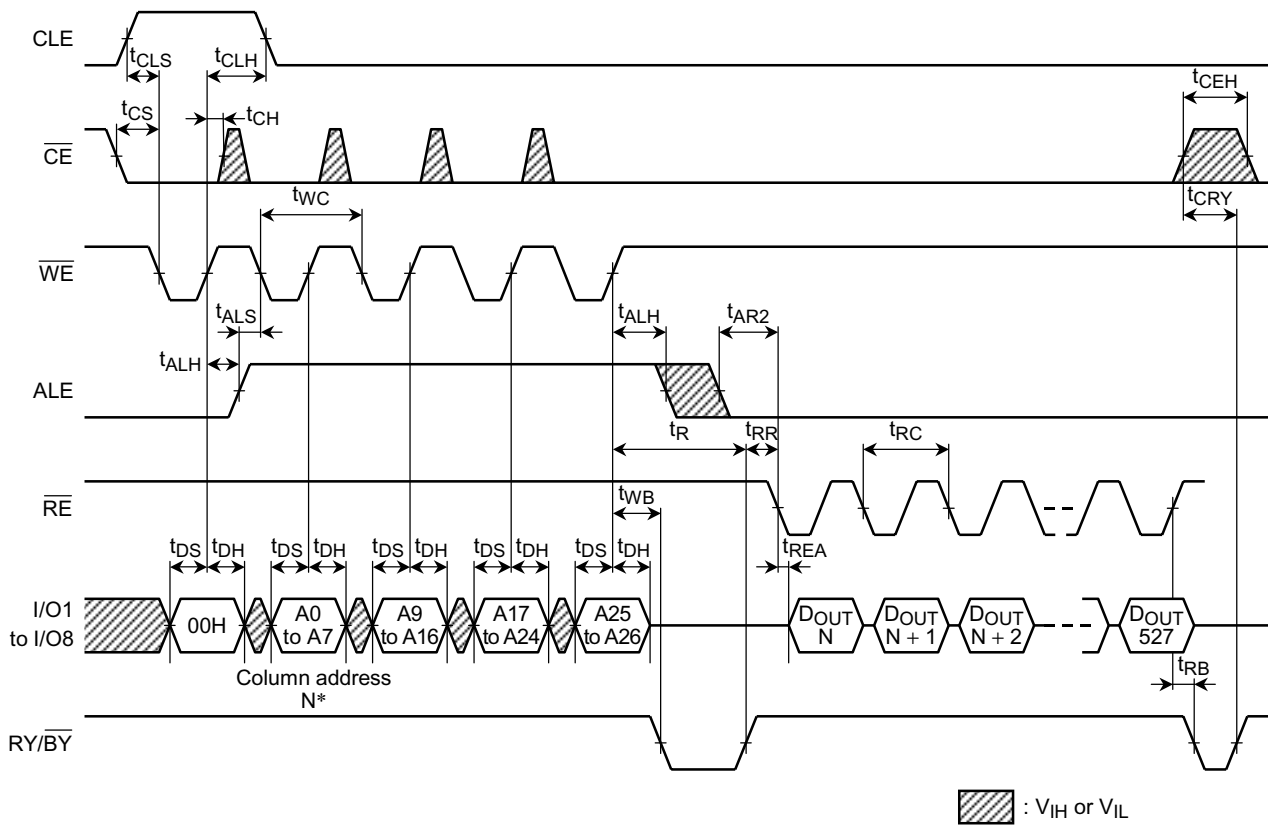 CLE
tCLS
tCLH
tCEH
tCS
tCH
CE
tWC
tCRY
WE
tALS
tALH
tAR2
tALH
ALE
tR
tRR
tRC
RE
tWB
tDS tDH tDS tDH tDS tDH tDS tDH tDS tDH
tREA
I/O1
to I/O8
00H
A0
to A7
A9
to A16
A17
to A24
A25
to A26
DOUT
N
DOUT
N + 1
DOUT
N + 2
DOUT
527
Column address
N*
tRB
RY/BY
: VIH or VIL